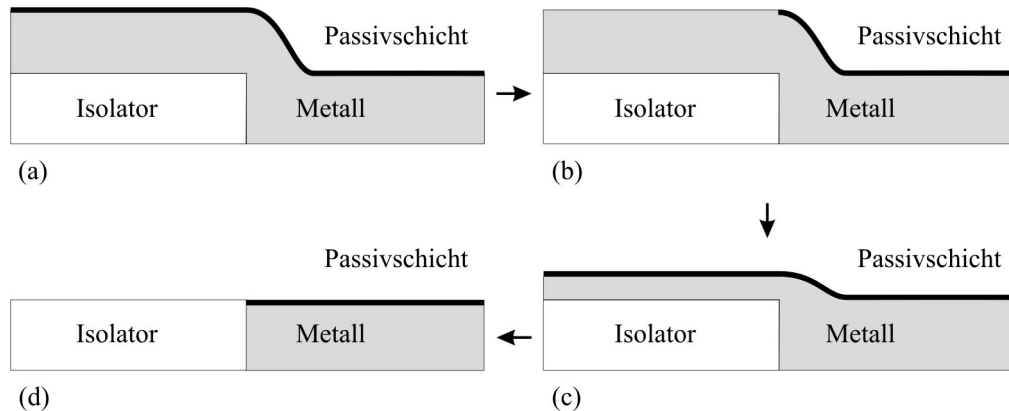 Passivschicht
Isolator Metall
(a)
Passivschicht
Isolator Metall
(b)
Passivschicht
Isolator Metall
(c)
Passivschicht
Isolator Metall
(d)